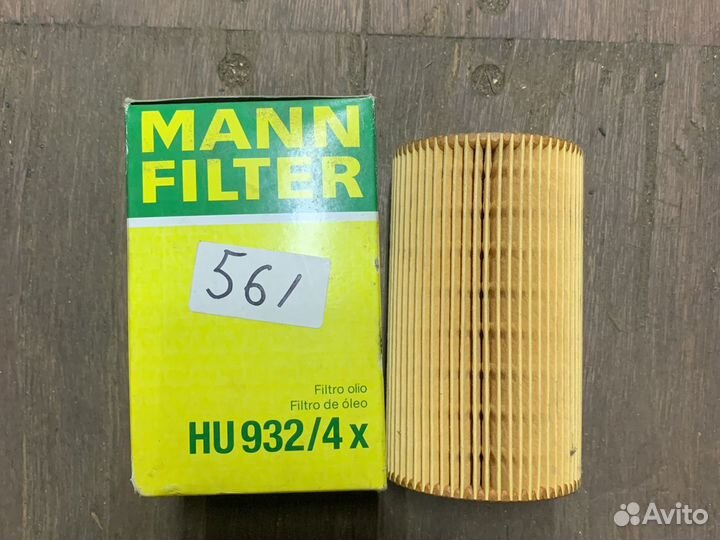 MANN
FILTER
561
Filtro olio
Filtro de óleo
HU 932/4 x
Avito